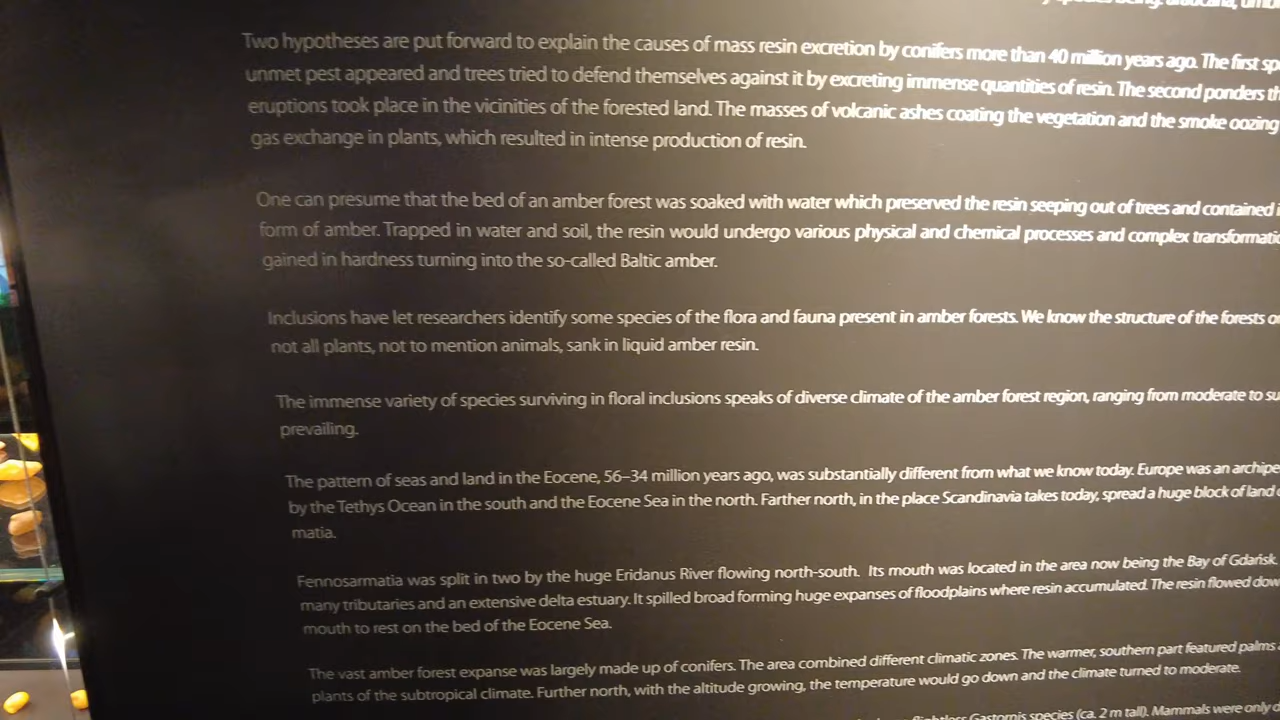 species being: araucaria,
Two hypotheses are put forward to explain the causes of mass resin excretion by conifers more than 40 million years ago. The first
unmet pest appeared and trees tried to defend themselves against it by excreting immense quantities of resin. The second ponders
eruptions took place in the vicinities of the forested land. The masses of volcanic ashes coating the vegetation and the smoke oozing
gas exchange in plants, which resulted in intense production of resin.
One can presume that the bed of an amber forest was soaked with water which preserved the resin seeping out of trees and contained
form of amber. Trapped in water and soil, the resin would undergo various physical and chemical processes and complex
gained in hardness turning into the so-called Baltic amber.
Inclusions have let researchers identify some species of the flora and fauna present in amber forests. We know the structure of the forests
not all plants, not to mention animals, sank in liquid amber resin.
The immense variety of species surviving in floral inclusions speaks of diverse climate of the amber forest region, ranging from moderate to
prevailing.
The pattern of seas and land in the Eocene, 56–34 million years ago, was substantially different from what we know today. Europe was an
by the Tethys Ocean in the south and the Eocene Sea in the north. Farther north, in the place Scandinavia takes today, spread a huge block of land
matia.
Fennosarmatia was split in two by the huge Eridanus River flowing north-south. Its mouth was located in the area now being the Bay of Gdańsk.
many tributaries and an extensive delta estuary. It spilled broad forming huge expanses of floodplains where resin accumulated. The resin flowed
mouth to rest on the bed of the Eocene Sea.
The vast amber forest expanse was largely made up of conifers. The area combined different climatic zones. The warmer, southern part featured palms
plants of the subtropical climate. Further north, with the altitude growing, the temperature would go down and the climate turned to moderate.
flightless Gastornis species (ca. 2 m tall). Mammals were only